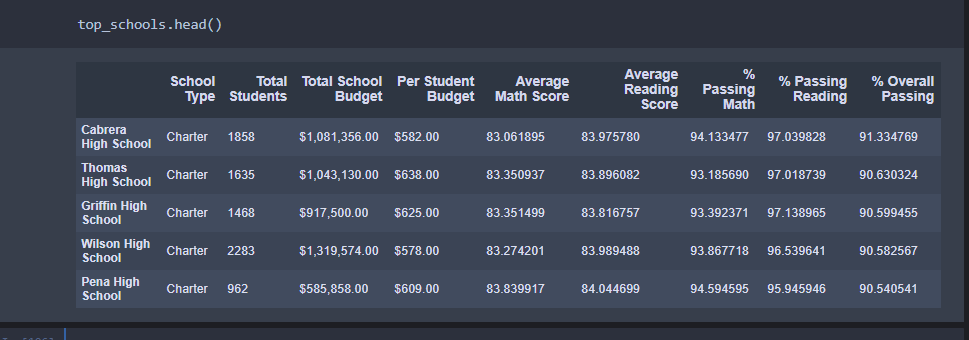 top_schools.head()
School Type Total Students Total School Budget Per Student Budget Average Math Score Average Reading Score % Passing Math % Passing Reading % Overall Passing
Cabrera High School Charter 1858 $1,081,356.00 $582.00 83.061895 83.975780 94.133477 97.039828 91.334769
Thomas High School Charter 1635 $1,043,130.00 $638.00 83.350937 83.896082 93.185690 97.018739 90.630324
Griffin High School Charter 1468 $917,500.00 $625.00 83.351499 83.816757 93.392371 97.138965 90.599455
Wilson High School Charter 2283 $1,319,574.00 $578.00 83.274201 83.989488 93.867718 96.539641 90.582567
Pena High School Charter 962 $585,858.00 $609.00 83.839917 84.044699 94.594595 95.945946 90.540541